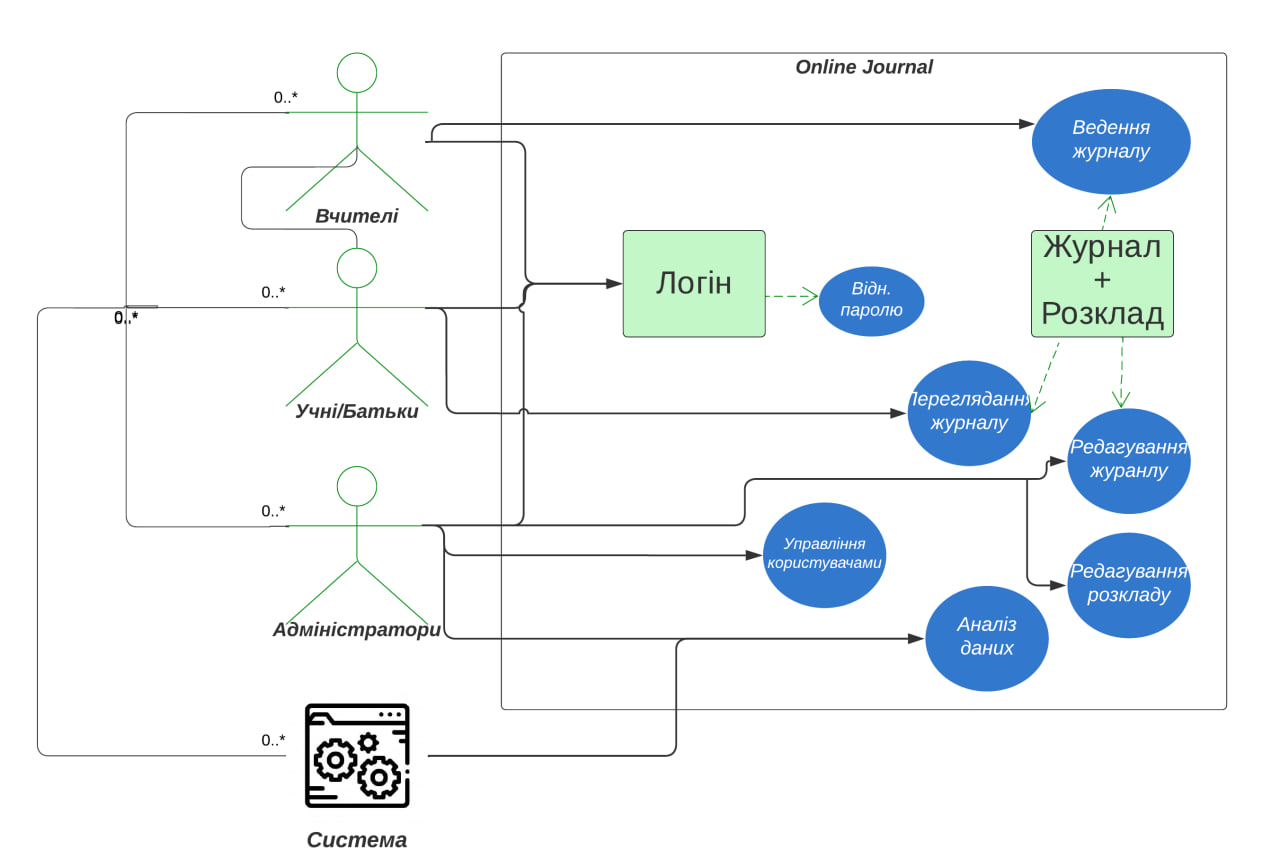 Online Journal
0..*
Ведення
журналу
Вчителі
Журнал
+
Розклад
Логін
Відн.
паролю
0..*
0..*
Учні/Батьки
Переглядання
журналу
Редагування
журанлу
0..*
Управління
користувачами
Редагування
розкладу
Адміністратори
Аналіз
даних
0..*
Система